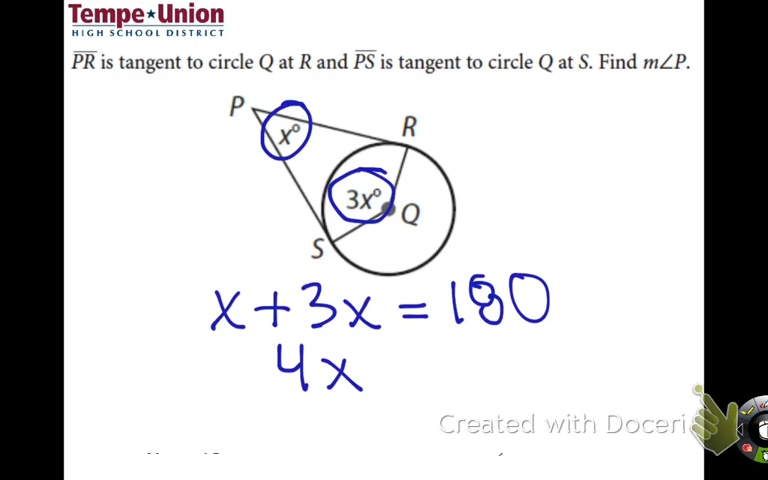 Tempe★Union
HIGH SCHOOL DISTRICT
PR is tangent to circle Q at R and PS is tangent to circle Q at S. Find m∠P.
P
R
x°
3x°
Q
S
x + 3x = 180
4x
Created with Doceri